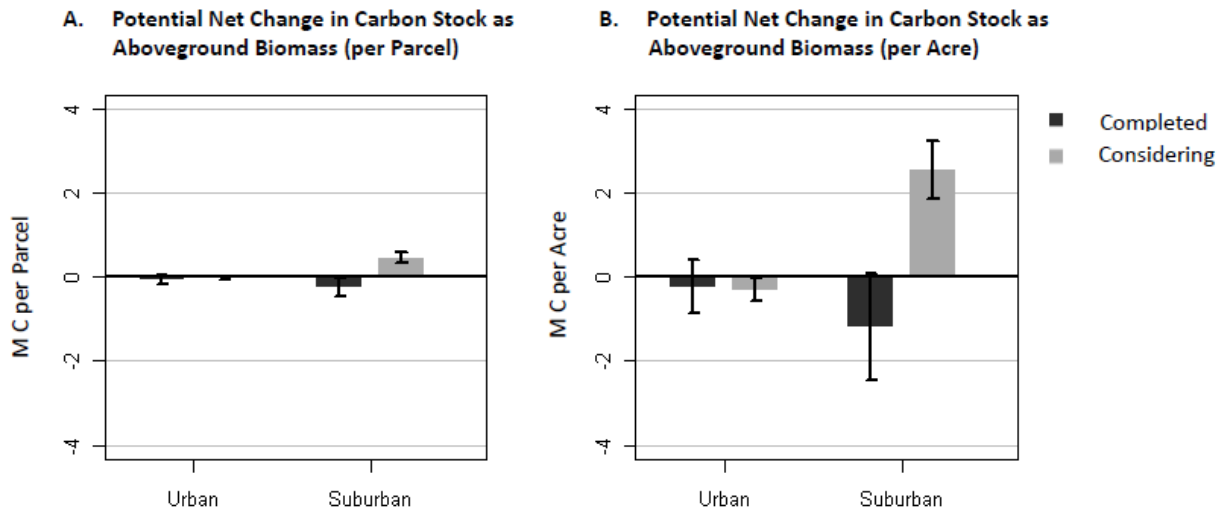 A. Potential Net Change in Carbon Stock as
Aboveground Biomass (per Parcel)
M C per Parcel
4
2
0
-2
-4
Urban Suburban
B. Potential Net Change in Carbon Stock as
Aboveground Biomass (per Acre)
M C per Acre
4
2
0
-2
-4
Urban Suburban
Completed
Considering